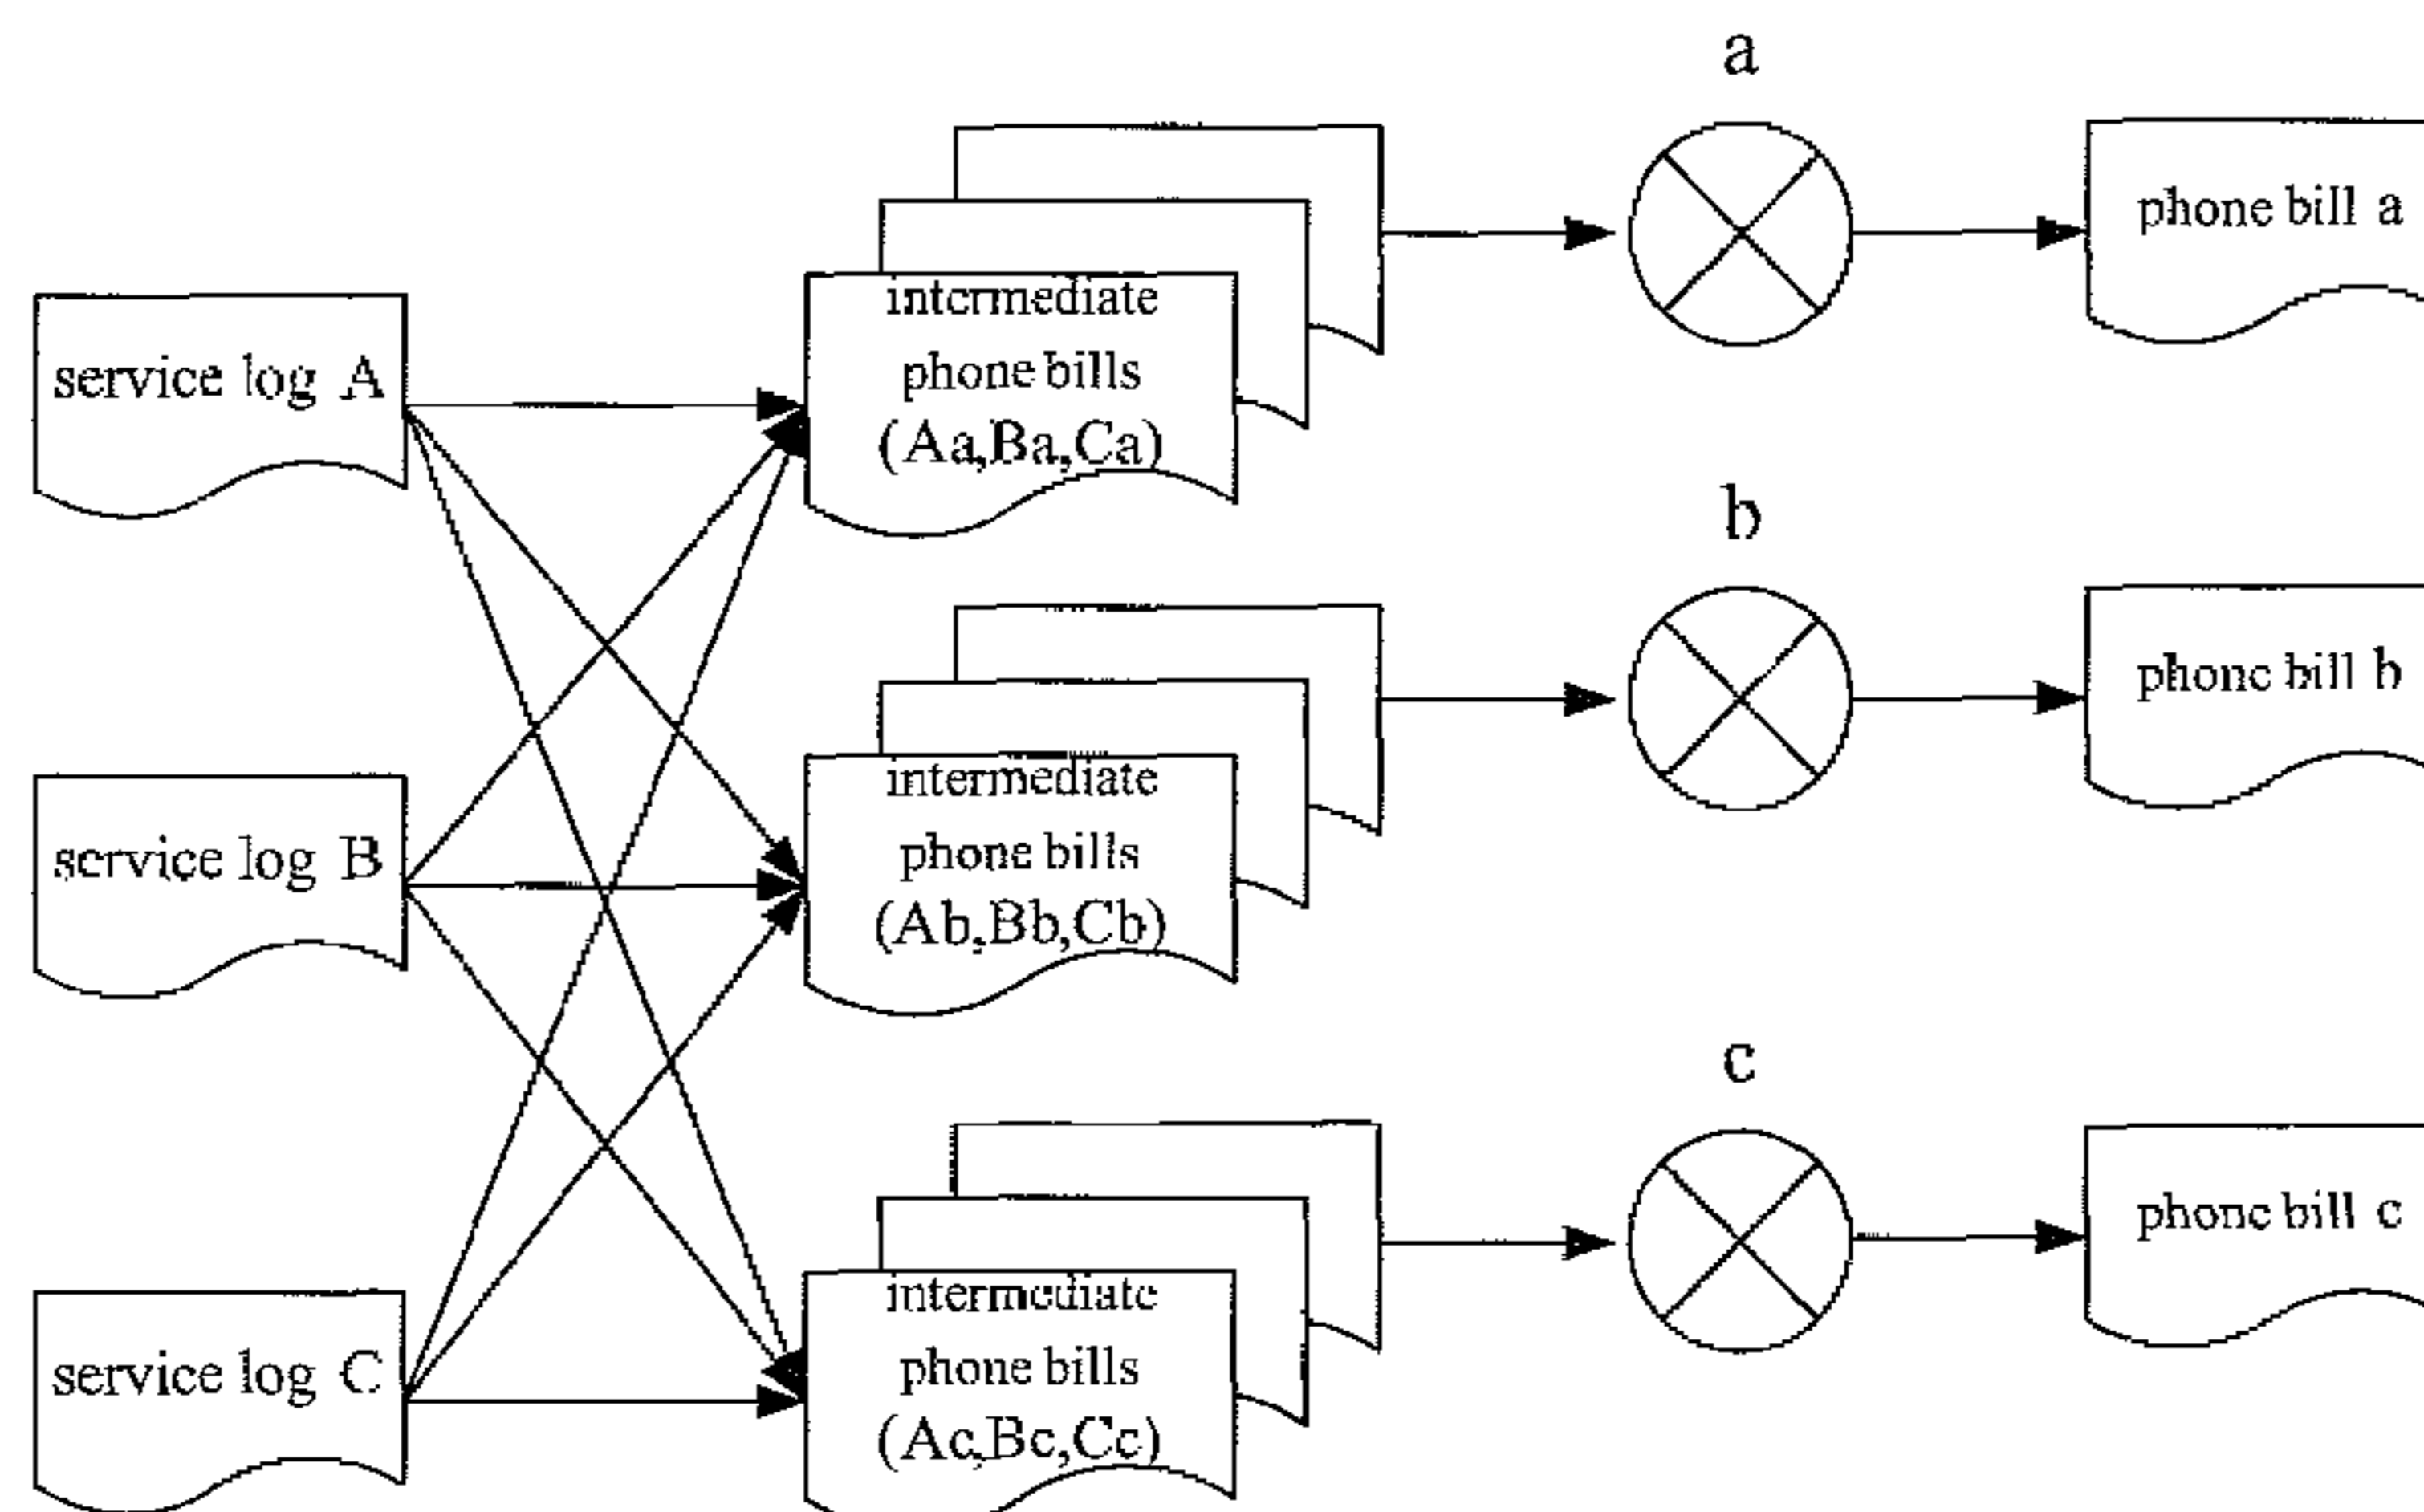 a
phone bill a
service log A
intermediate
phone bills
(Aa,Ba,Ca)
b
phone bill b
service log B
intermediate
phone bills
(Ab,Bb,Cb)
c
phone bill c
service log C
intermediate
phone bills
(Ac,Bc,Cc)